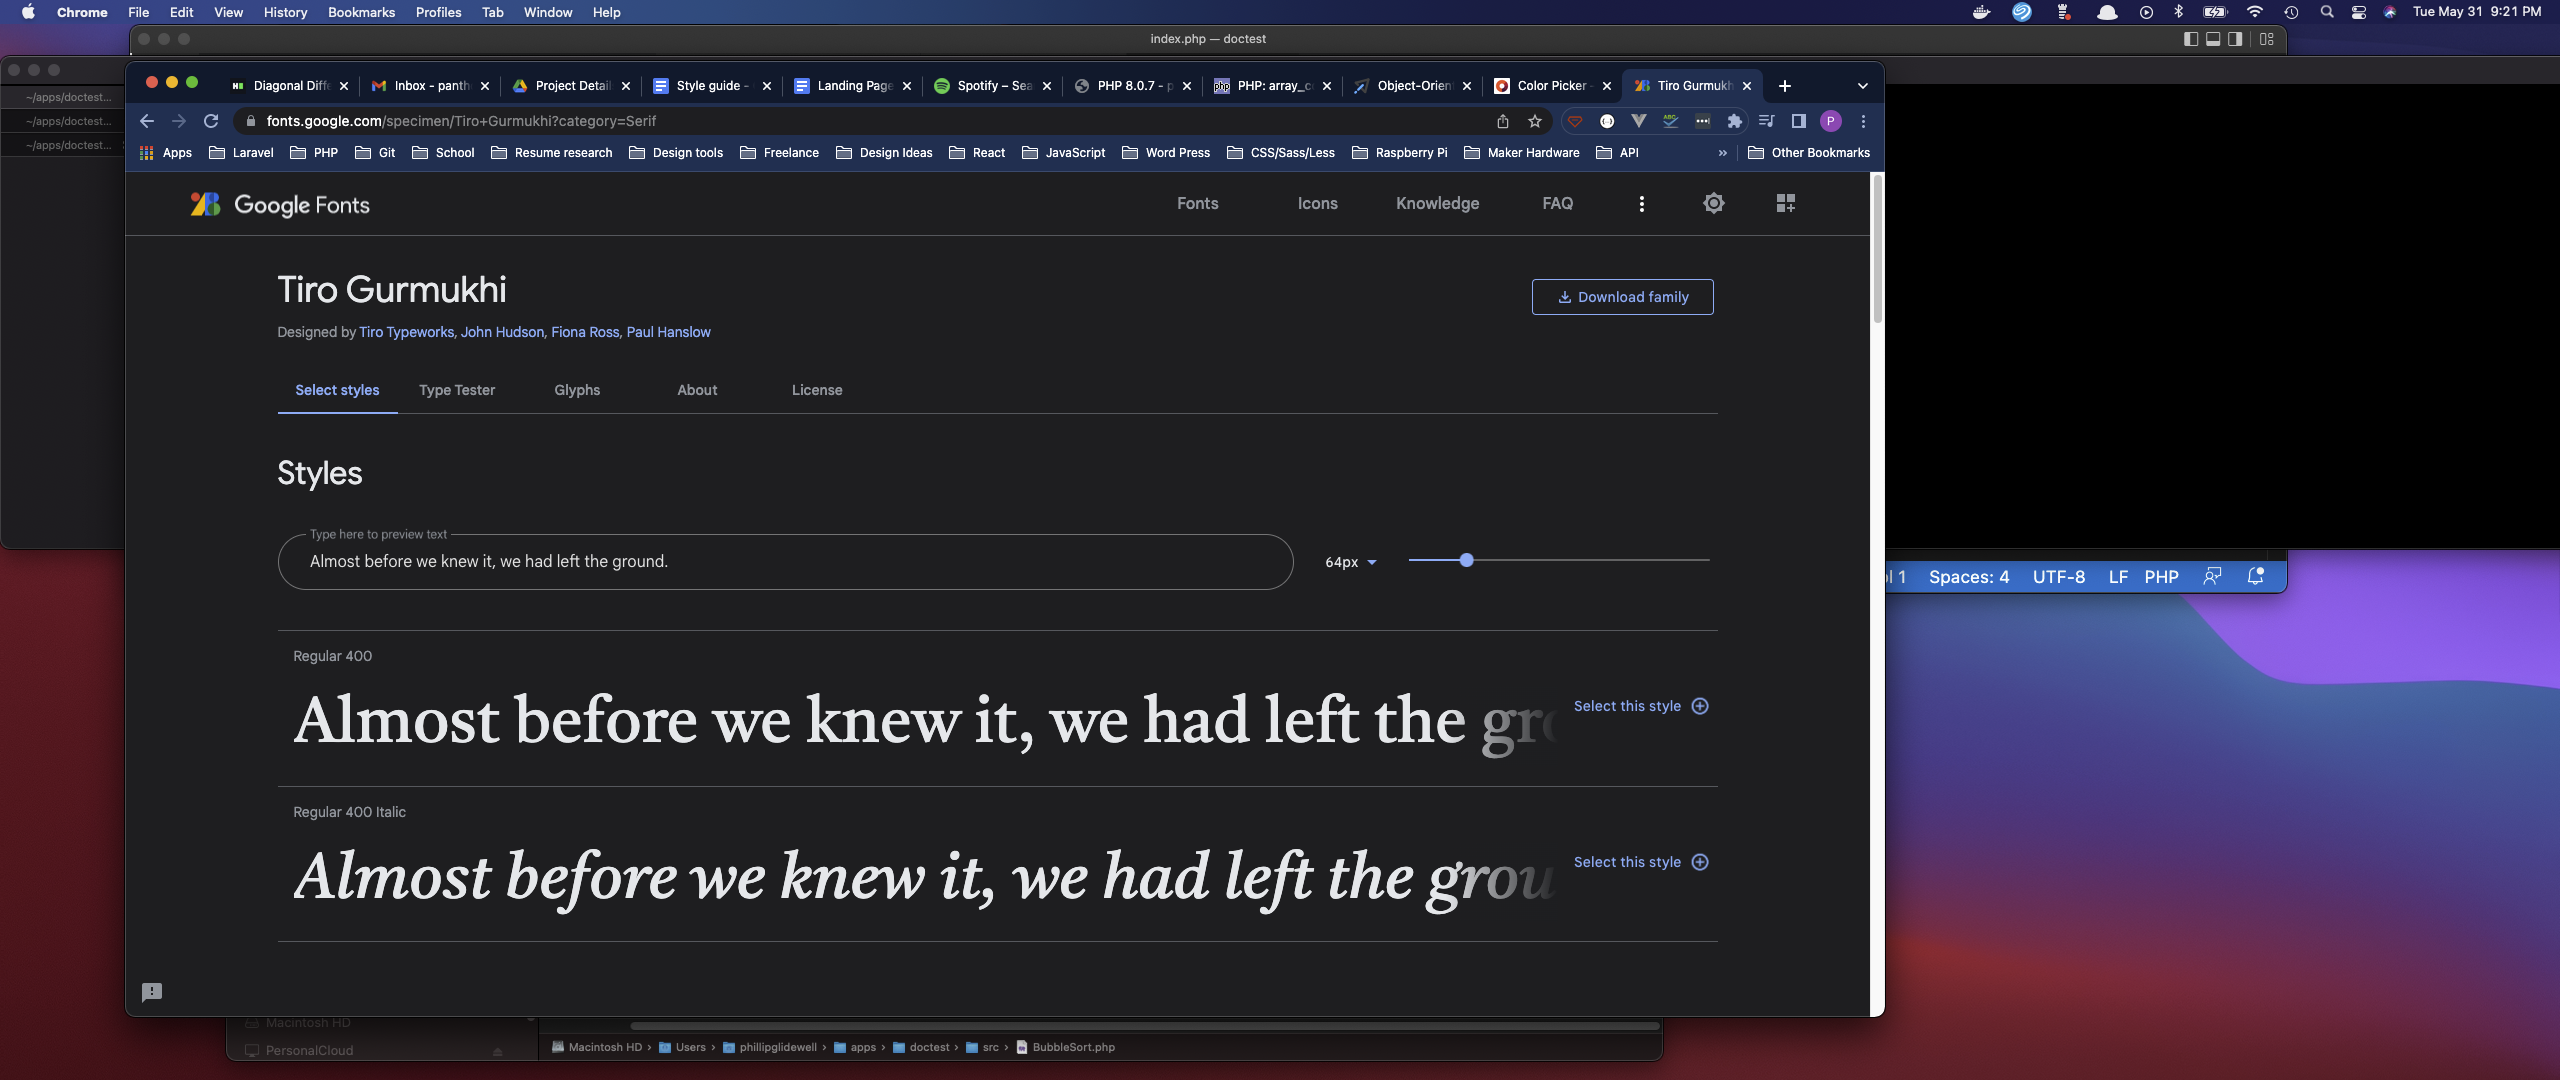 Chrome File Edit View History Bookmarks Profiles Tab Window Help
Tue May 31 9:21 PM
index.php — doctest
~/apps/doctest...
~/apps/doctest...
~/apps/doctest...
Diagonal Diffe
Inbox - panth
Project Detail
Style guide -
Landing Page
Spotify – Sea
PHP 8.0.7 - p
PHP: array_c
Object-Orien
Color Picker -
Tiro Gurmukh
fonts.google.com/specimen/Tiro+Gurmukhi?category=Serif
P
Apps Laravel PHP Git School Resume research Design tools Freelance Design Ideas React JavaScript Word Press CSS/Sass/Less Raspberry Pi Maker Hardware API » Other Bookmarks
Google Fonts
Fonts Icons Knowledge FAQ
Tiro Gurmukhi
Download family
Designed by Tiro Typeworks, John Hudson, Fiona Ross, Paul Hanslow
Select styles Type Tester Glyphs About License
Styles
Type here to preview text
Almost before we knew it, we had left the ground.
64px
Spaces: 4 UTF-8 LF PHP
Regular 400
Almost before we knew it, we had left the gro
Select this style
Regular 400 Italic
Almost before we knew it, we had left the grou
Select this style
Macintosh HD
PersonalCloud
Macintosh HD › Users › phillipglidewell › apps › doctest › src › BubbleSort.php